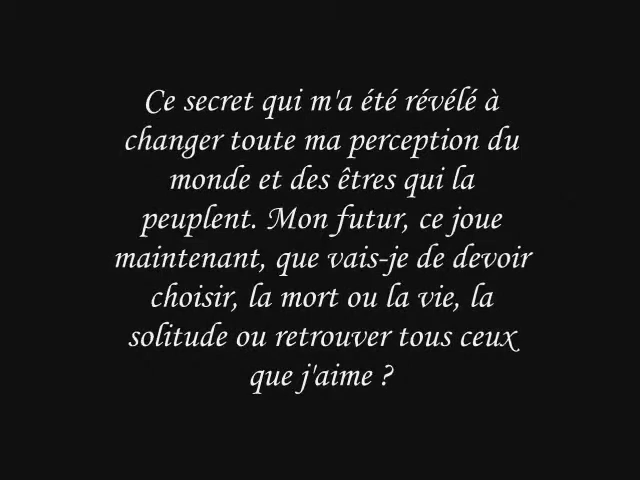 Ce secret qui m'a été révélé à
changer toute ma perception du
monde et des êtres qui la
peuplent. Mon futur, ce joue
maintenant, que vais-je de devoir
choisir, la mort ou la vie, la
solitude ou retrouver tous ceux
que j'aime ?